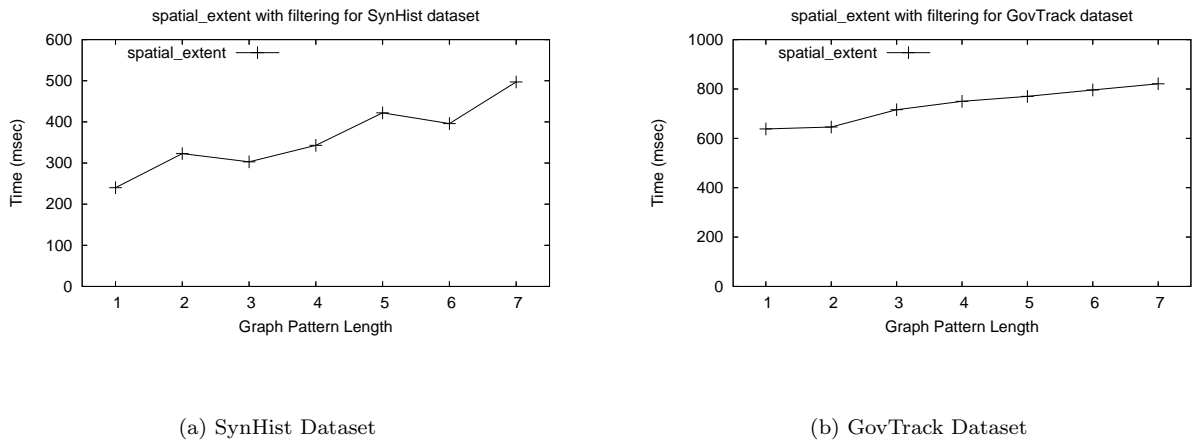 spatial_extent with filtering for SynHist dataset
600
500
400
300
200
100
0
Time (msec)
spatial_extent
1 2 3 4 5 6 7
Graph Pattern Length
(a) SynHist Dataset
spatial_extent with filtering for GovTrack dataset
1000
800
600
400
200
0
Time (msec)
spatial_extent
1 2 3 4 5 6 7
Graph Pattern Length
(b) GovTrack Dataset